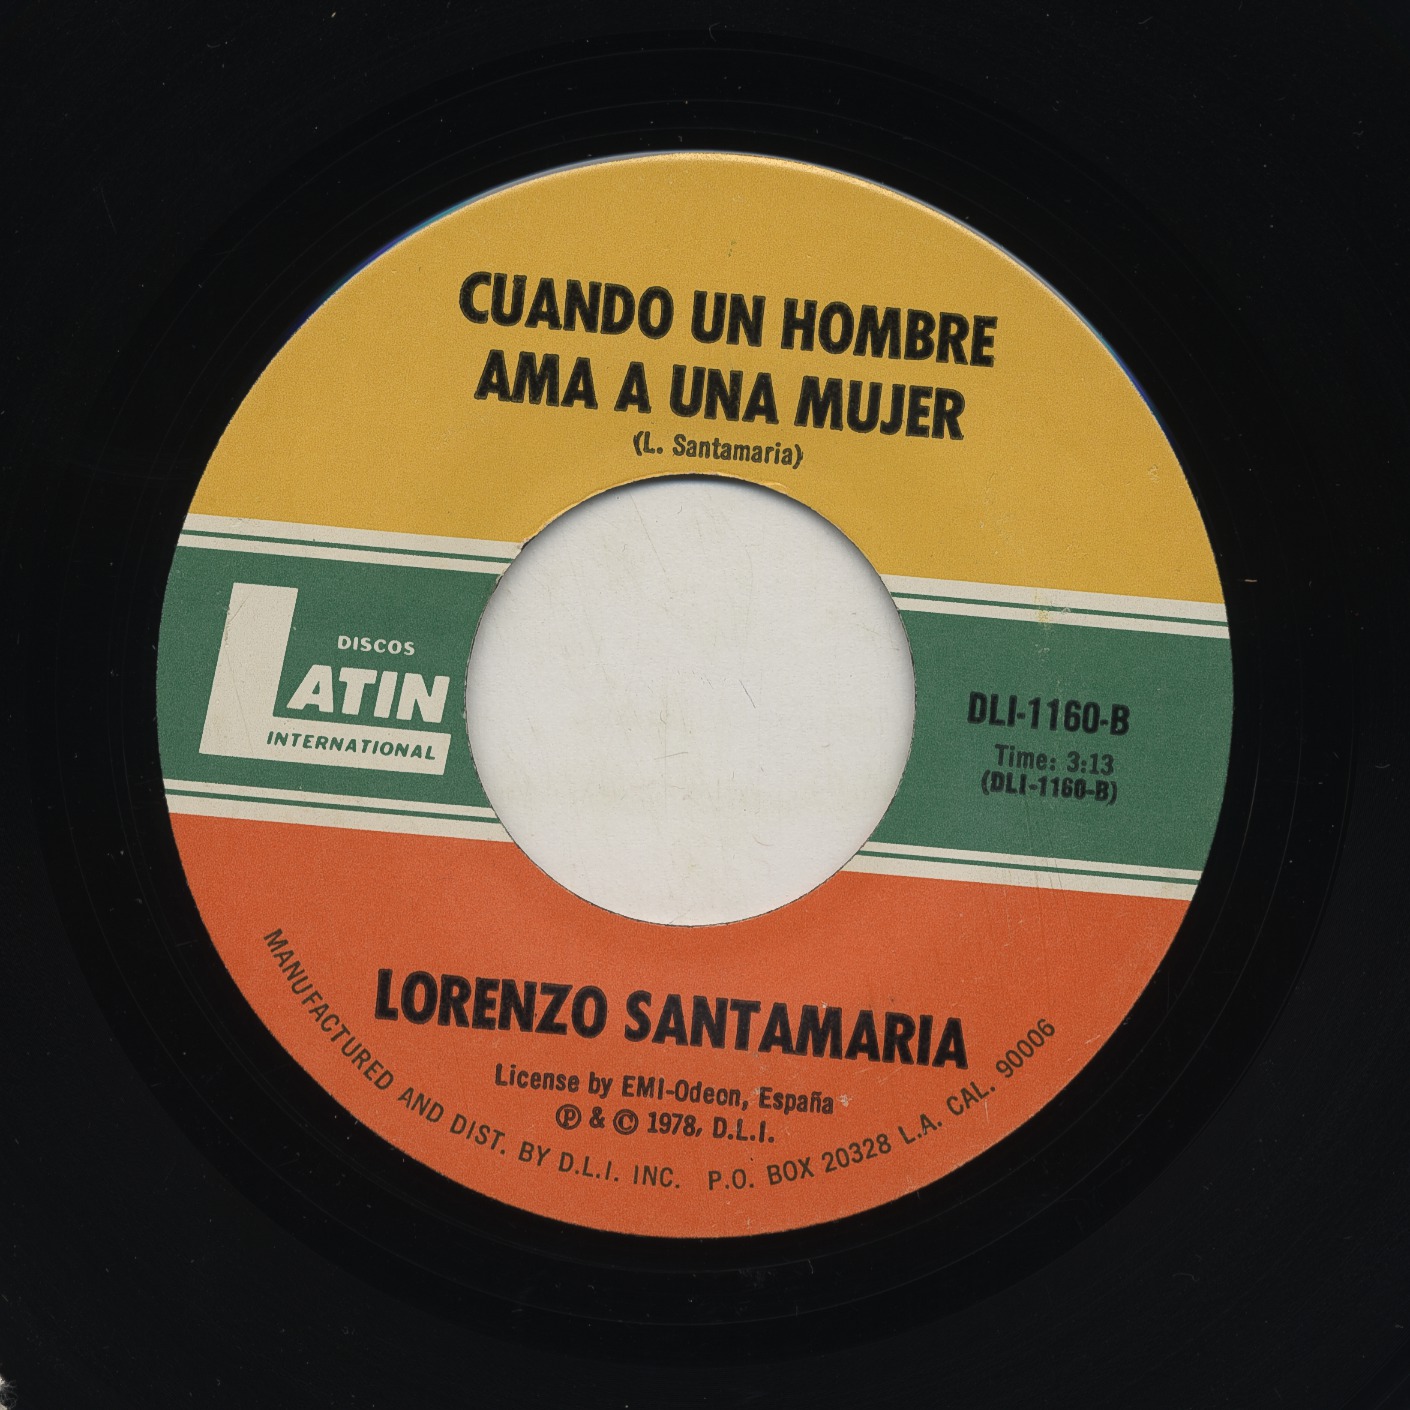 CUANDO UN HOMBRE
AMA A UNA MUJER
(L. Santamaria)
DISCOS
LATIN
INTERNATIONAL
DLI-1160-B
Time: 3:13
(DLI-1160-B)
LORENZO SANTAMARIA
License by EMI-Odeon, España
℗ & © 1978, D.L.I.
MANUFACTURED AND DIST. BY D.L.I. INC. P.O. BOX 20328 L.A. CAL. 90006